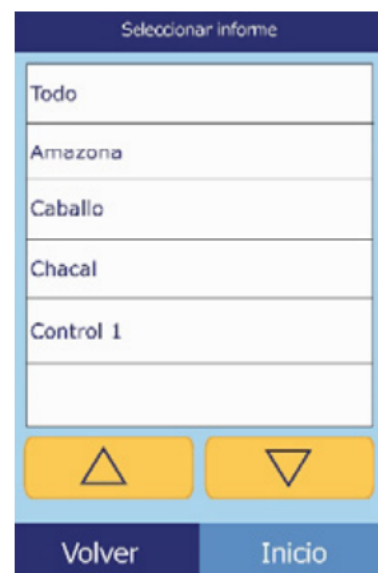 Seleccionar informe
Todo
Amazona
Caballo
Chacal
Control 1
Volver Inicio